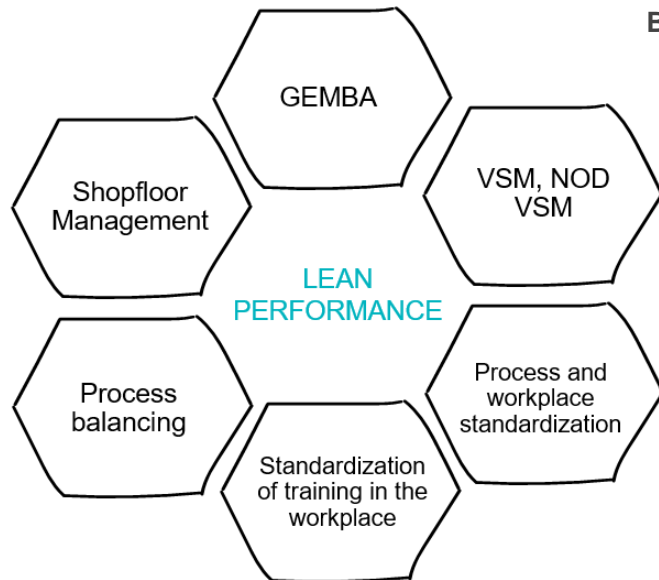 B
GEMBA
VSM, NOD
VSM
Shopfloor
Management
LEAN
PERFORMANCE
Process and
workplace
standardization
Process
balancing
Standardization
of training in the
workplace